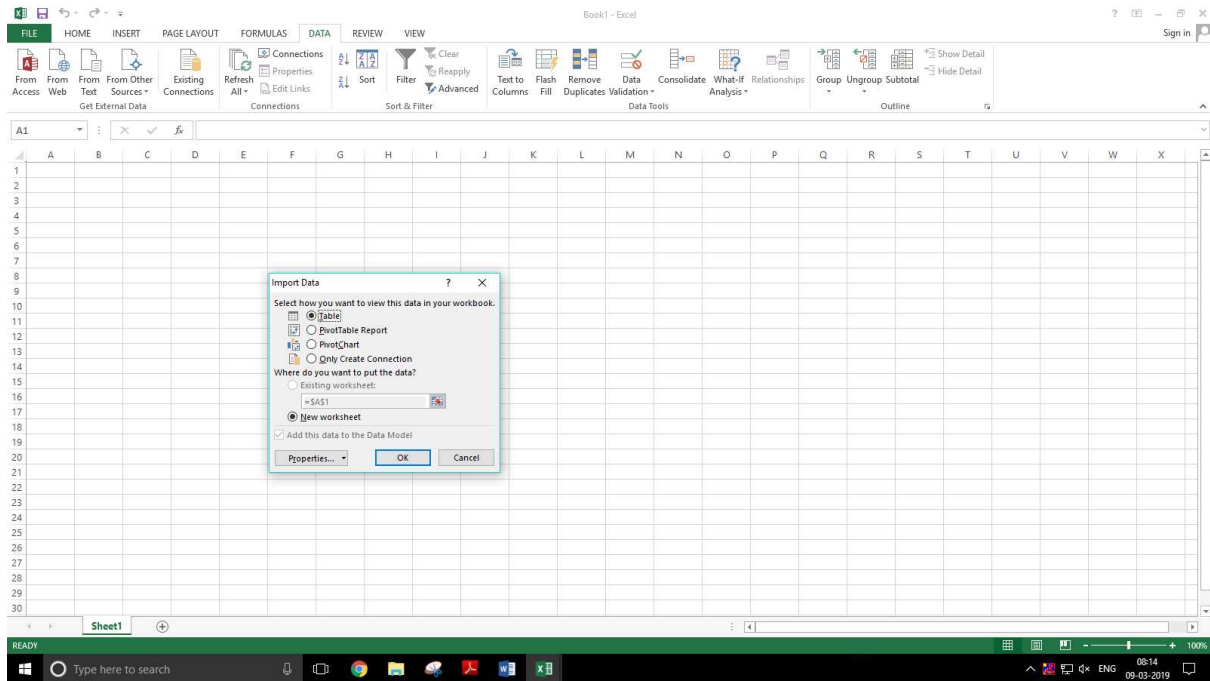 Book1 - Excel
FILE HOME INSERT PAGE LAYOUT FORMULAS DATA REVIEW VIEW Sign in
From Access
From Web
From Text
From Other Sources
Existing Connections
Refresh All
Connections
Properties
Edit Links
Sort
Filter
Clear
Reapply
Advanced
Text to Columns
Flash Fill
Remove Duplicates
Data Validation
Consolidate
What-If Analysis
Relationships
Group
Ungroup
Subtotal
Show Detail
Hide Detail
Get External Data Connections Sort & Filter Data Tools Outline
A1 fx
A B C D E F G H I J K L M N O P Q R S T U V W X
1
2
3
4
5
6
7
8
9
10
11
12
13
14
15
16
17
18
19
20
21
22
23
24
25
26
27
28
29
30
Import Data ?
Select how you want to view this data in your workbook.
Table
PivotTable Report
PivotChart
Only Create Connection
Where do you want to put the data?
Existing worksheet:
=$A$1
New worksheet
Add this data to the Data Model
Properties... OK Cancel
Sheet1
READY 100%
Type here to search
ENG
08:14
09-03-2019